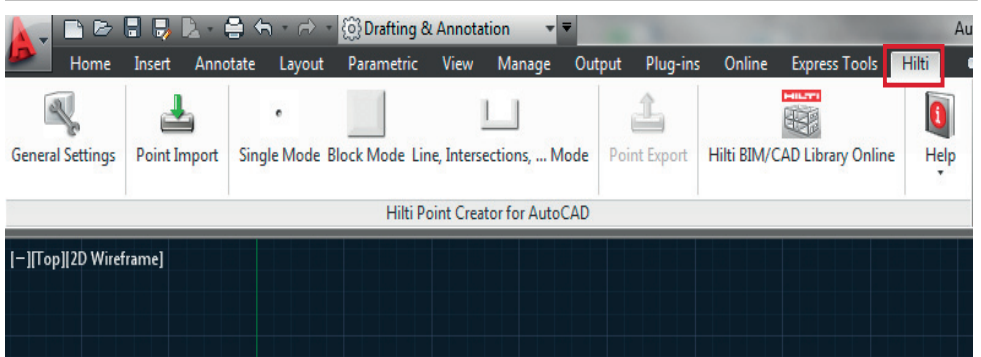 Drafting & Annotation Au
Home Insert Annotate Layout Parametric View Manage Output Plug-ins Online Express Tools Hilti
HILTI
General Settings Point Import Single Mode Block Mode Line, Intersections, ... Mode Point Export Hilti BIM/CAD Library Online Help
Hilti Point Creator for AutoCAD
[−][Top][2D Wireframe]